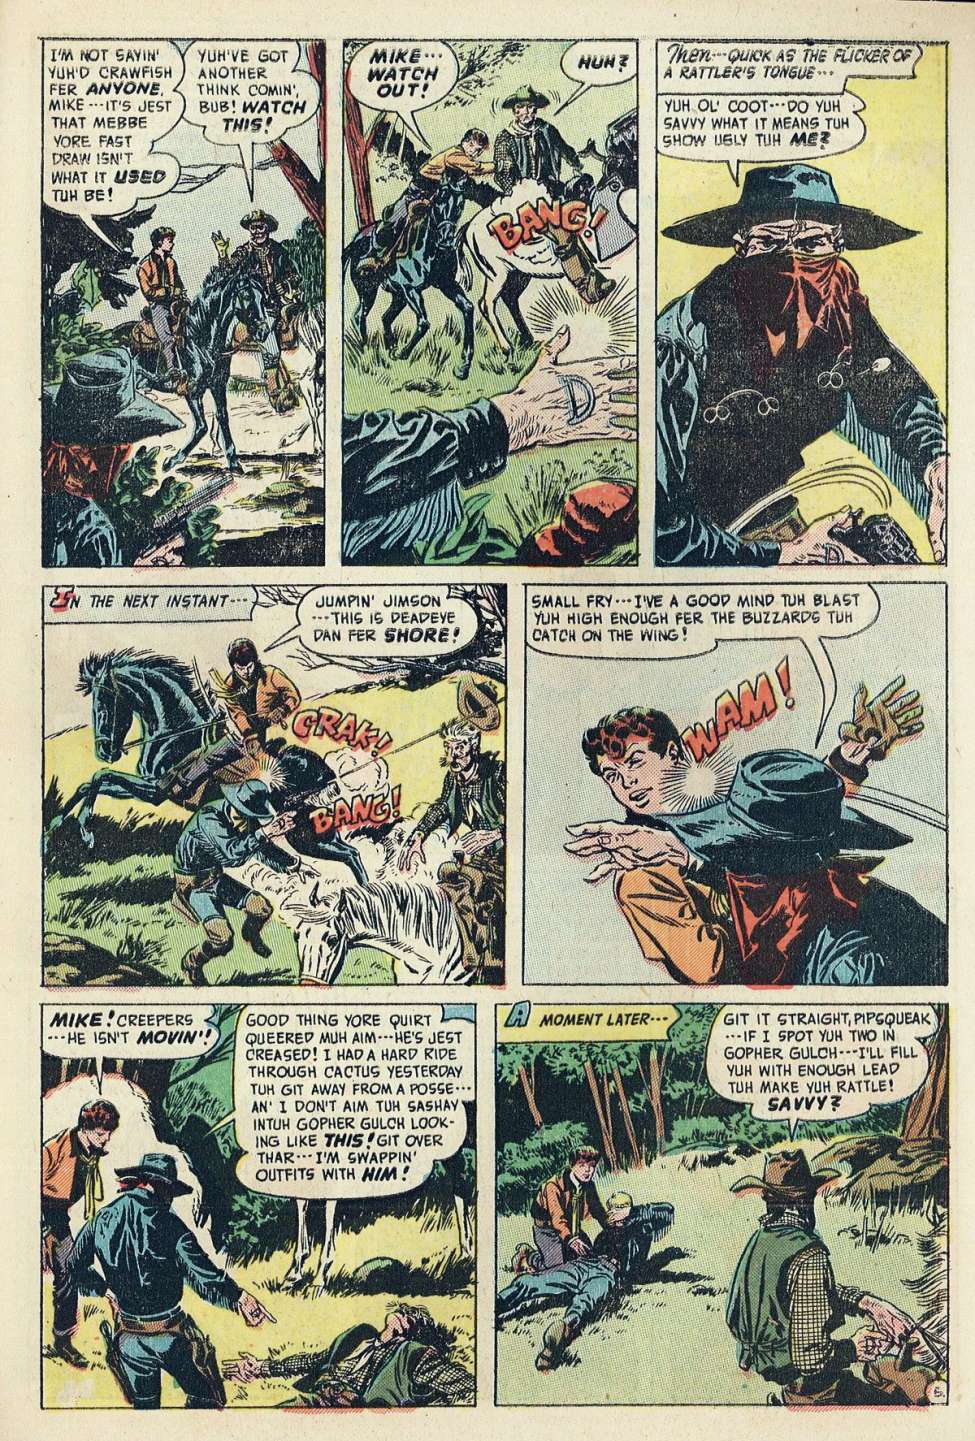 I'M NOT SAYIN'
YUH'D CRAWFISH
FER ANYONE,
MIKE---IT'S JEST
THAT MEBBE
YORE FAST
DRAW ISN'T
WHAT IT USED
TUH BE!
YUH'VE GOT
ANOTHER
THINK COMIN',
BUB! WATCH
THIS!
MIKE---
WATCH
OUT!
HUH?
BANG!
D
Then---QUICK AS THE FLICKER OF
A RATTLER'S TONGUE---
YUH OL' COOT---DO YUH
SAVVY WHAT IT MEANS TUH
SHOW UGLY TUH ME?
D
IN THE NEXT INSTANT---
JUMPIN' JIMSON
---THIS IS DEADEYE
DAN FER SHORE!
CRAK!
BANG!
SMALL FRY---I'VE A GOOD MIND TUH BLAST
YUH HIGH ENOUGH FER THE BUZZARDS TUH
CATCH ON THE WING!
WAM!
MIKE! CREEPERS
---HE ISN'T MOVIN'!
GOOD THING YORE QUIRT
QUEERED MUH AIM---HE'S JEST
CREASED! I HAD A HARD RIDE
THROUGH CACTUS YESTERDAY
TUH GIT AWAY FROM A POSSE---
AN' I DON'T AIM TUH SASHAY
INTUH GOPHER GULCH LOOK-
ING LIKE THIS! GIT OVER
THAR---I'M SWAPPIN'
OUTFITS WITH HIM!
A MOMENT LATER---
GIT IT STRAIGHT, PIPSQUEAK
---IF I SPOT YUH TWO IN
GOPHER GULCH---I'LL FILL
YUH WITH ENOUGH LEAD
TUH MAKE YUH RATTLE!
SAVVY?